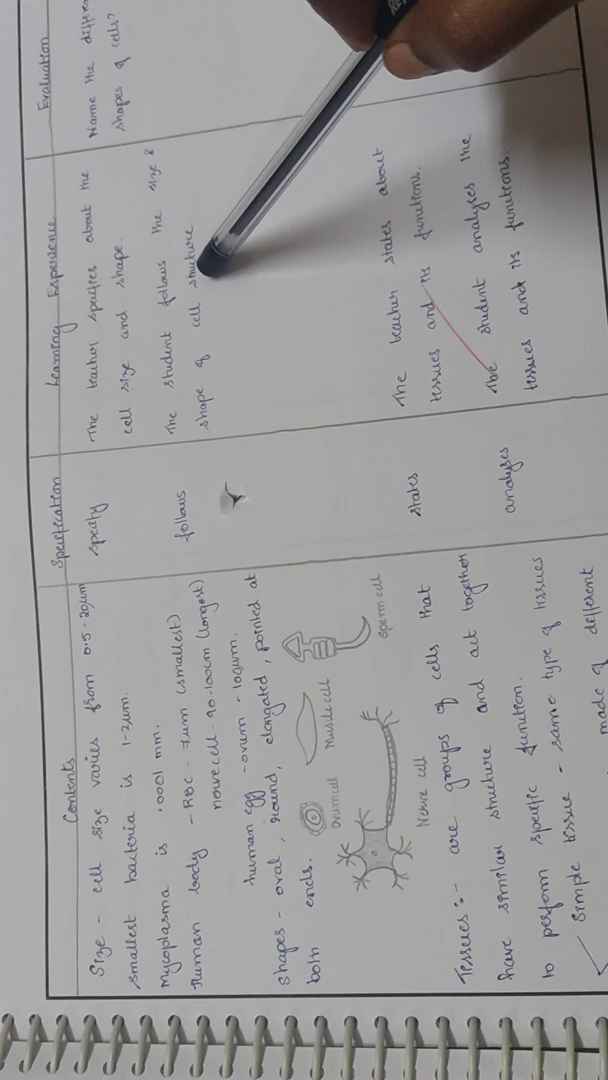 Contents
Size - cell size varies from 0.5 - 20μm
smallest bacteria is 1-2μm.
Mycoplasma is .0001 mm.
Human body - RBC - 7μm (smallest)
nerve cell - 90-100cm (longest)
human egg - ovum - 100μm.
shapes - oval, round, elongated, pointed at
both ends.
Ovum cell
Muscle cell
Sperm cell
Nerve cell
Tissues :- are groups of cells that
have similar structure and act together
to perform specific function.
Simple tissue - same type of tissues
made of different
Specification
specify
follows
states
analyses
Learning Experience
The teacher specifies about the
cell size and shape.
The student follows the size &
shape of cell structure.
The teacher states about
tissues and its functions.
The student analyses the
tissues and its functions.
Evaluation
Name the differen
shapes of cells?